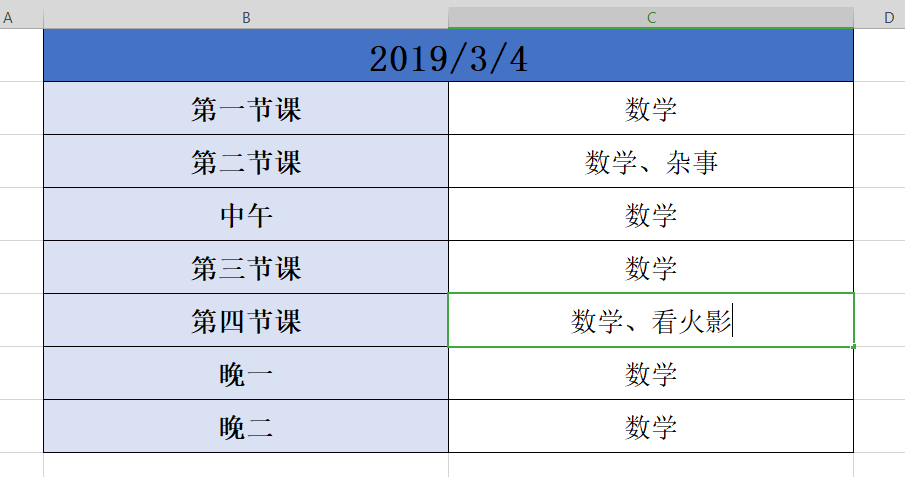 A B C D
2019/3/4
第一节课 数学
第二节课 数学、杂事
中午 数学
第三节课 数学
第四节课 数学、看火影
晚一 数学
晚二 数学